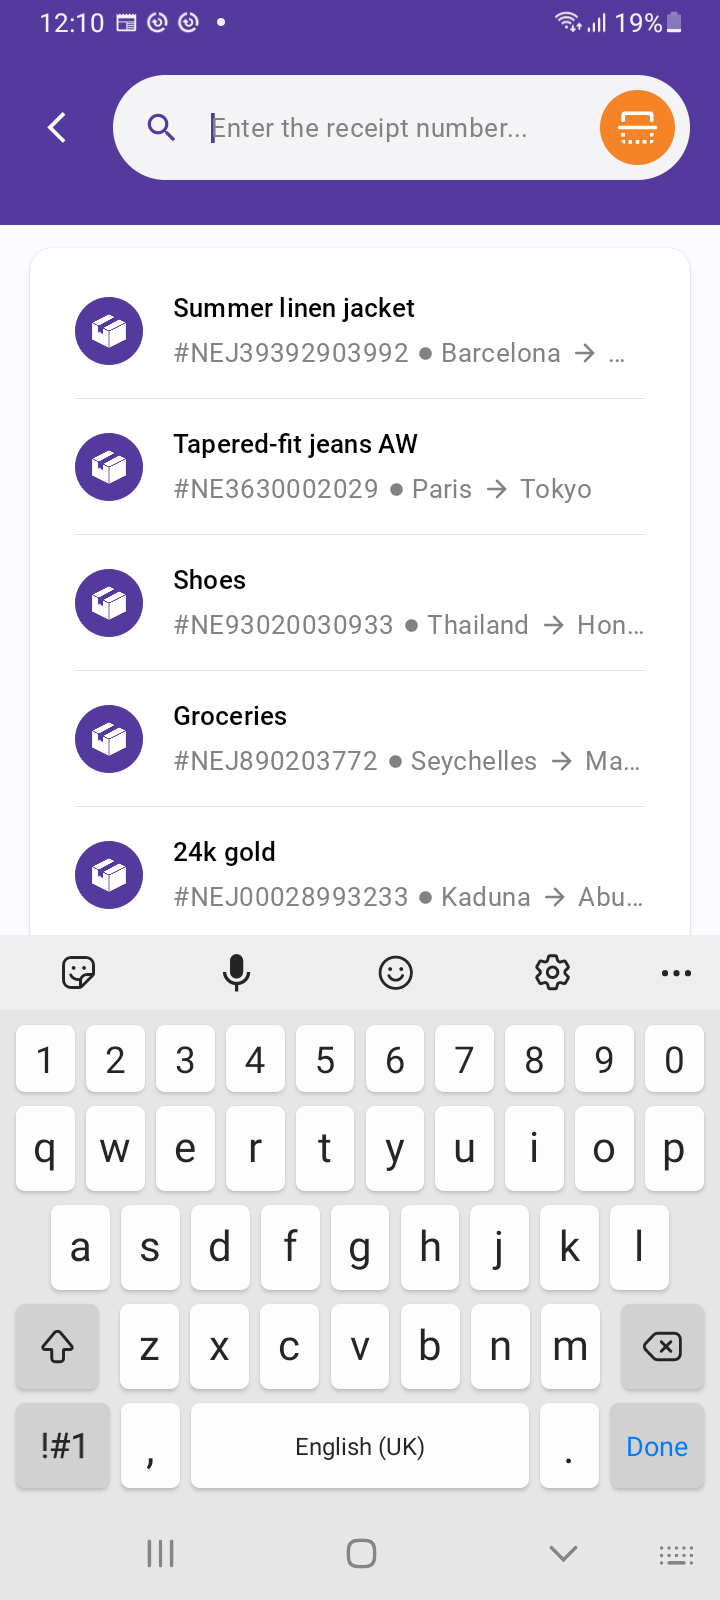 12:10
19%
Enter the receipt number...
Summer linen jacket
#NEJ39392903992 ● Barcelona → ...
Tapered-fit jeans AW
#NE3630002029 ● Paris → Tokyo
Shoes
#NE93020030933 ● Thailand → Hon...
Groceries
#NEJ890203772 ● Seychelles → Ma...
24k gold
#NEJ00028993233 ● Kaduna → Abu...
1 2 3 4 5 6 7 8 9 0
q w e r t y u i o p
a s d f g h j k l
z x c v b n m
!#1 , English (UK) . Done